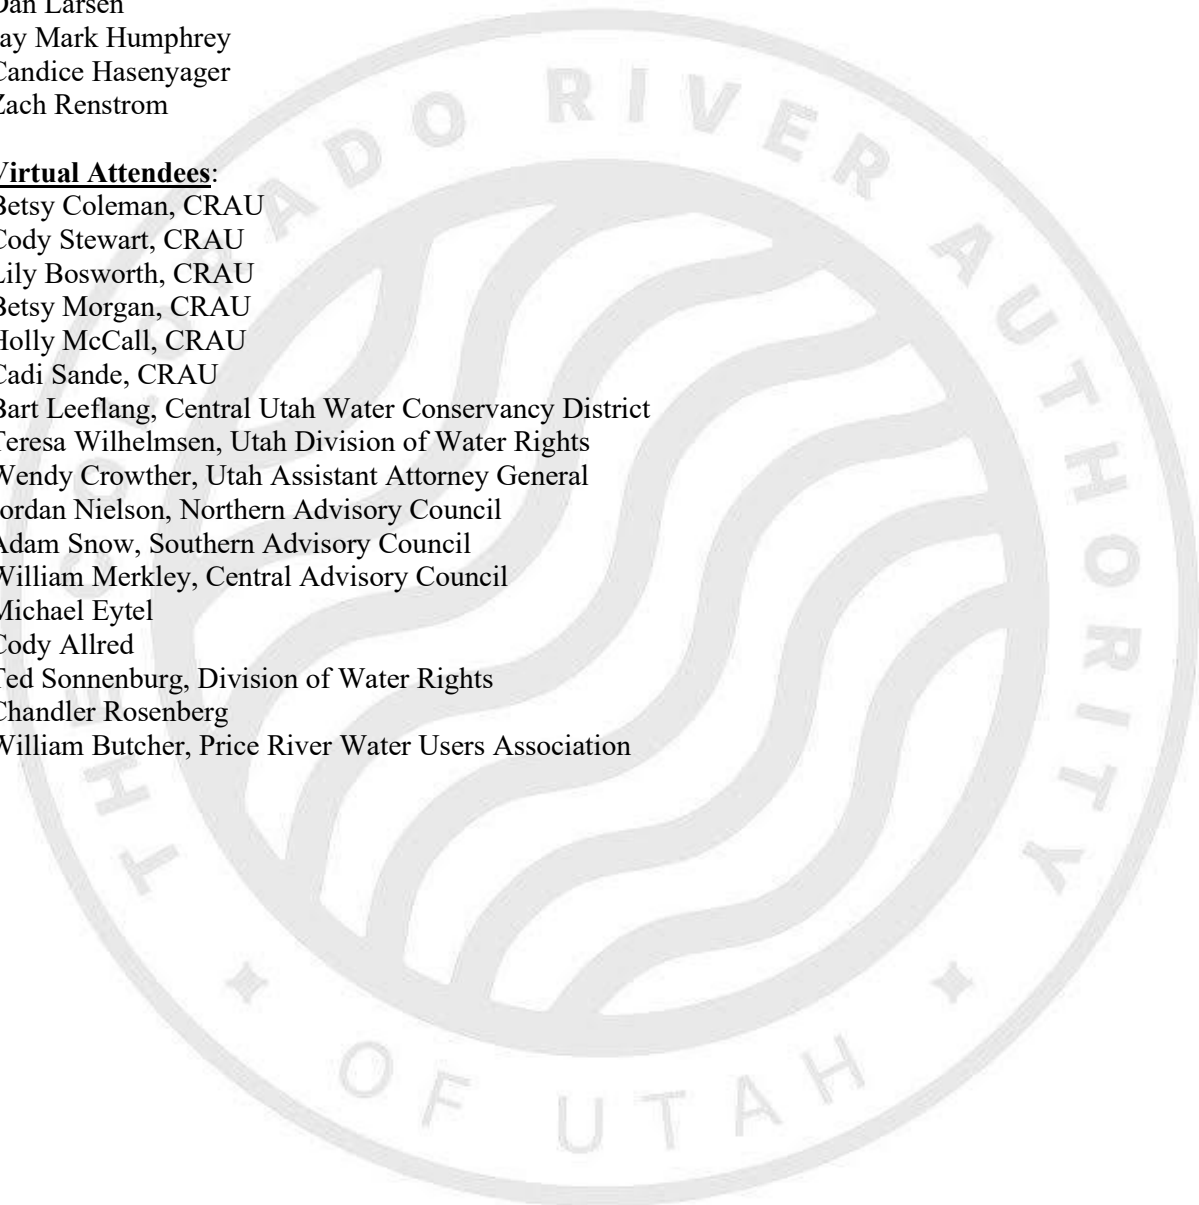 Dan Larsen
ay Mark Humphrey
Candice Hasenyager
Zach Renstrom
Virtual Attendees:
Betsy Coleman, CRAU
Cody Stewart, CRAU
Lily Bosworth, CRAU
Betsy Morgan, CRAU
Holly McCall, CRAU
Cadi Sande, CRAU
Bart Leeflang, Central Utah Water Conservancy District
Teresa Wilhelmsen, Utah Division of Water Rights
Wendy Crowther, Utah Assistant Attorney General
ordan Nielson, Northern Advisory Council
Adam Snow, Southern Advisory Council
William Merkley, Central Advisory Council
Michael Eytel
Cody Allred
Ted Sonnenburg, Division of Water Rights
Chandler Rosenberg
William Butcher, Price River Water Users Association
THE COLORADO RIVER AUTHORITY
OF UTAH